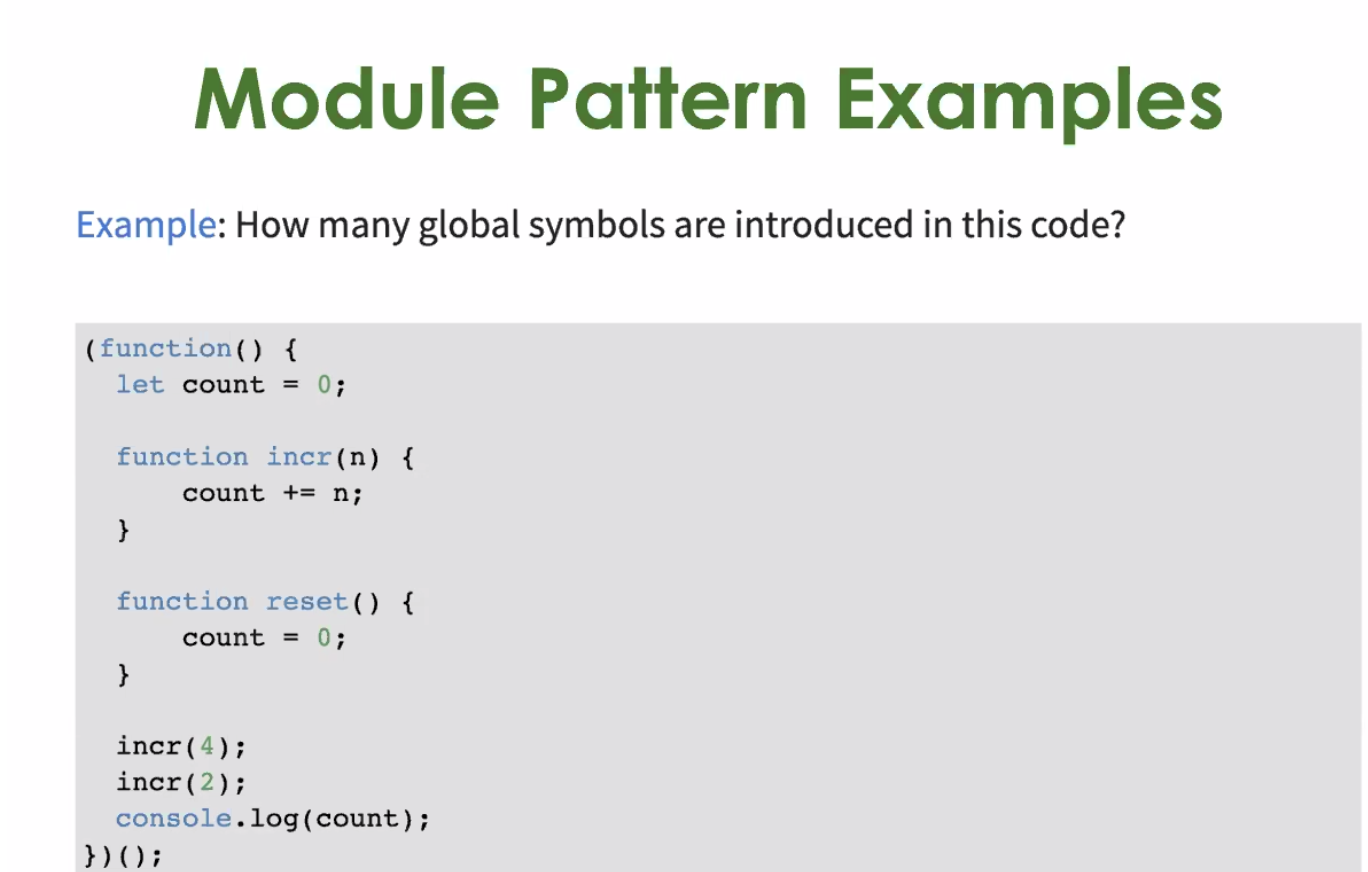 Module Pattern Examples
Example: How many global symbols are introduced in this code?
(function() {
  let count = 0;
  function incr(n) {
      count += n;
  }
  function reset() {
      count = 0;
  }
  incr(4);
  incr(2);
  console.log(count);
})();